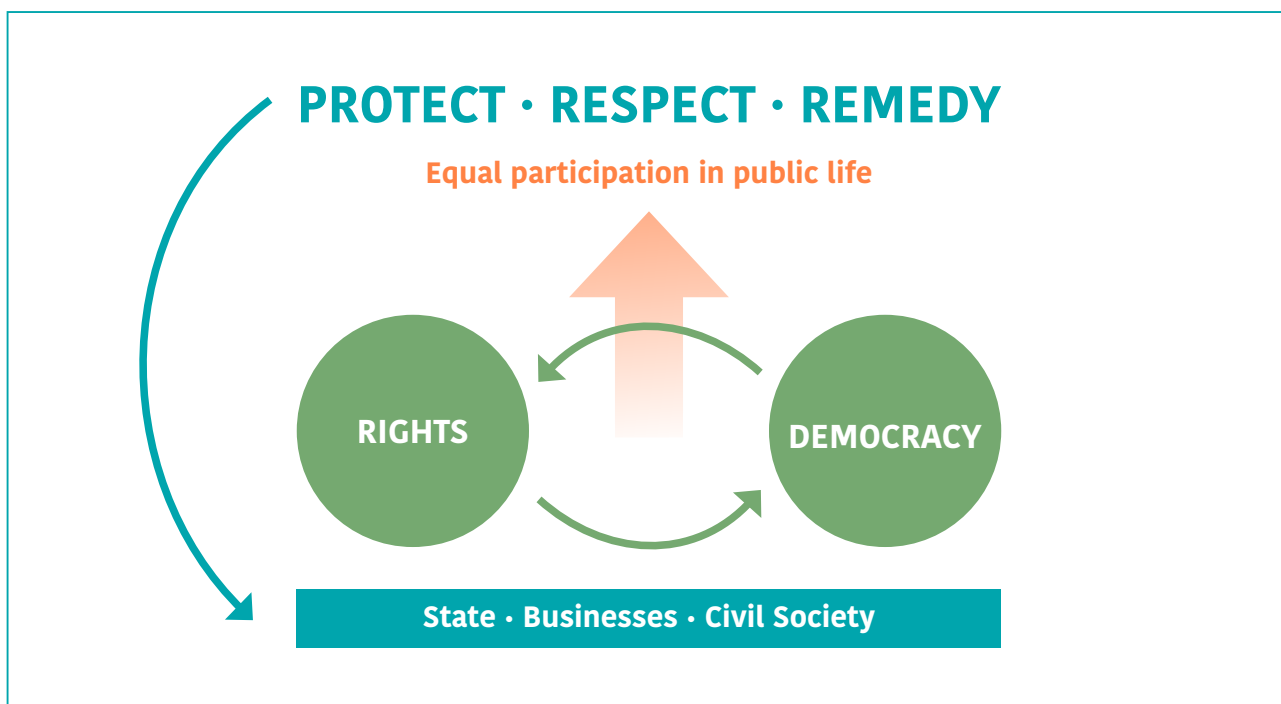 PROTECT · RESPECT · REMEDY
Equal participation in public life
RIGHTS
DEMOCRACY
State · Businesses · Civil Society